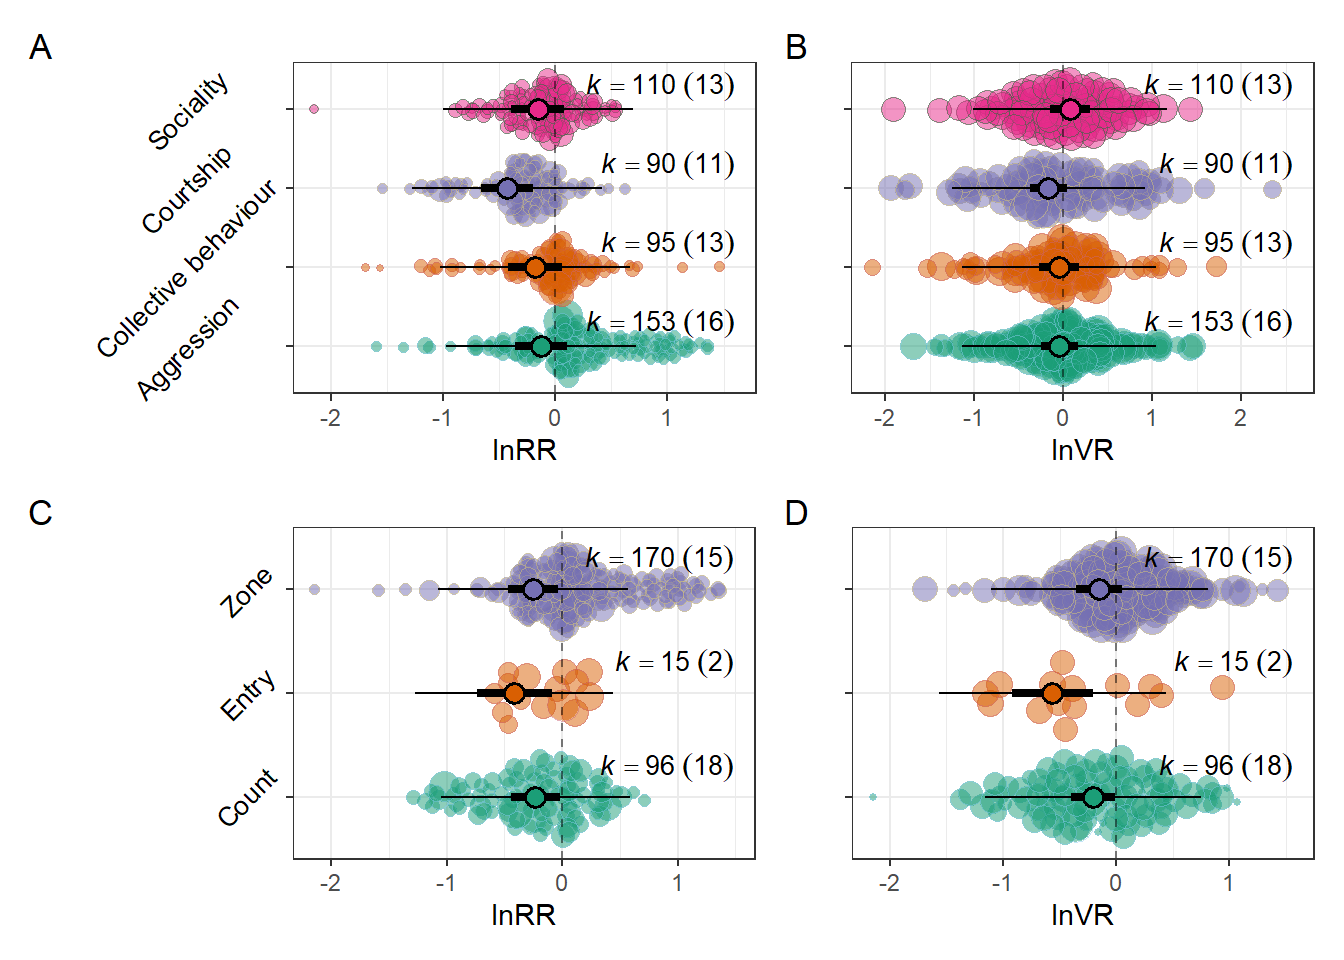 A
Sociality
Courtship
Collective behaviour
Aggression
k = 110 (13)
k = 90 (11)
k = 95 (13)
k = 153 (16)
-2 -1 0 1
lnRR
B
k = 110 (13)
k = 90 (11)
k = 95 (13)
k = 153 (16)
-2 -1 0 1 2
lnVR
C
Zone
Entry
Count
k = 170 (15)
k = 15 (2)
k = 96 (18)
-2 -1 0 1
lnRR
D
k = 170 (15)
k = 15 (2)
k = 96 (18)
-2 -1 0 1
lnVR